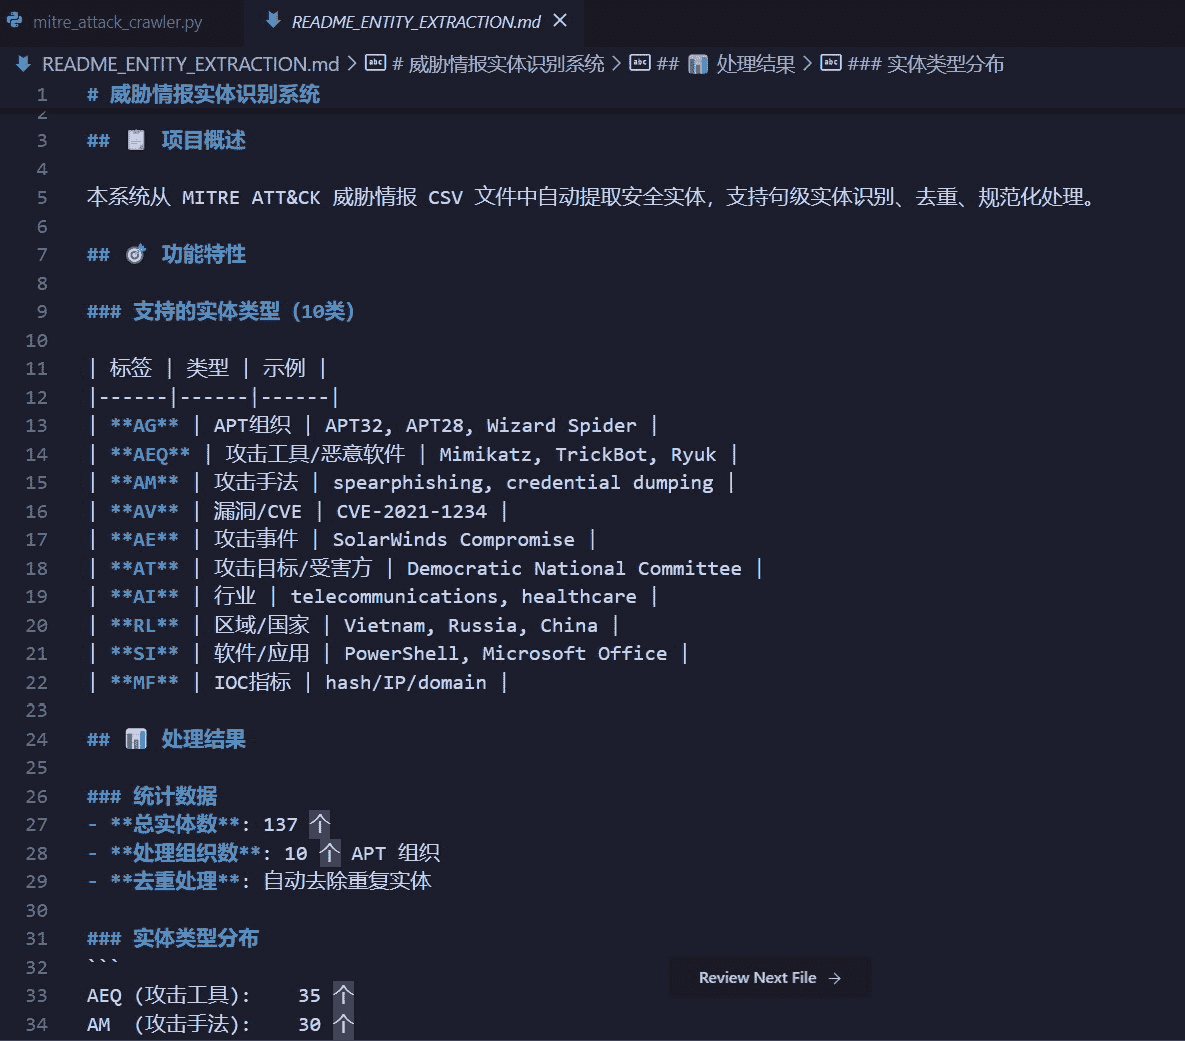 mitre_attack_crawler.py
README_ENTITY_EXTRACTION.md
README_ENTITY_EXTRACTION.md > # 威胁情报实体识别系统 > ## 📊 处理结果 > ### 实体类型分布
1 # 威胁情报实体识别系统
2
3 ## 📋 项目概述
4
5 本系统从 MITRE ATT&CK 威胁情报 CSV 文件中自动提取安全实体，支持句级实体识别、去重、规范化处理。
6
7 ## 🎯 功能特性
8
9 ### 支持的实体类型（10类）
10
11 | 标签 | 类型 | 示例 |
12 |------|------|------|
13 | **AG** | APT组织 | APT32, APT28, Wizard Spider |
14 | **AEQ** | 攻击工具/恶意软件 | Mimikatz, TrickBot, Ryuk |
15 | **AM** | 攻击手法 | spearphishing, credential dumping |
16 | **AV** | 漏洞/CVE | CVE-2021-1234 |
17 | **AE** | 攻击事件 | SolarWinds Compromise |
18 | **AT** | 攻击目标/受害方 | Democratic National Committee |
19 | **AI** | 行业 | telecommunications, healthcare |
20 | **RL** | 区域/国家 | Vietnam, Russia, China |
21 | **SI** | 软件/应用 | PowerShell, Microsoft Office |
22 | **MF** | IOC指标 | hash/IP/domain |
23
24 ## 📊 处理结果
25
26 ### 统计数据
27 - **总实体数**: 137 个
28 - **处理组织数**: 10 个 APT 组织
29 - **去重处理**: 自动去除重复实体
30
31 ### 实体类型分布
32 ```
33 AEQ (攻击工具): 35 个
34 AM (攻击手法): 30 个
Review Next File →